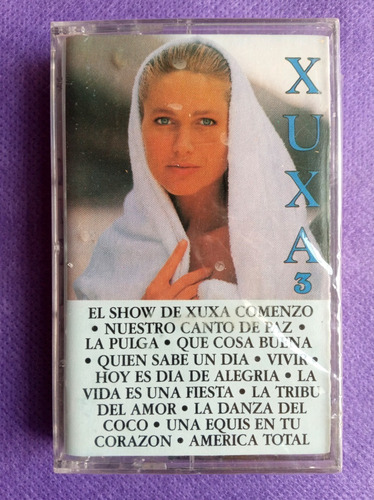 XUXA
3
EL SHOW DE XUXA COMENZO
• NUESTRO CANTO DE PAZ •
LA PULGA • QUE COSA BUENA
• QUIEN SABE UN DIA • VIVIR •
HOY ES DIA DE ALEGRIA • LA
VIDA ES UNA FIESTA • LA TRIBU
DEL AMOR • LA DANZA DEL
COCO • UNA EQUIS EN TU
CORAZON • AMERICA TOTAL